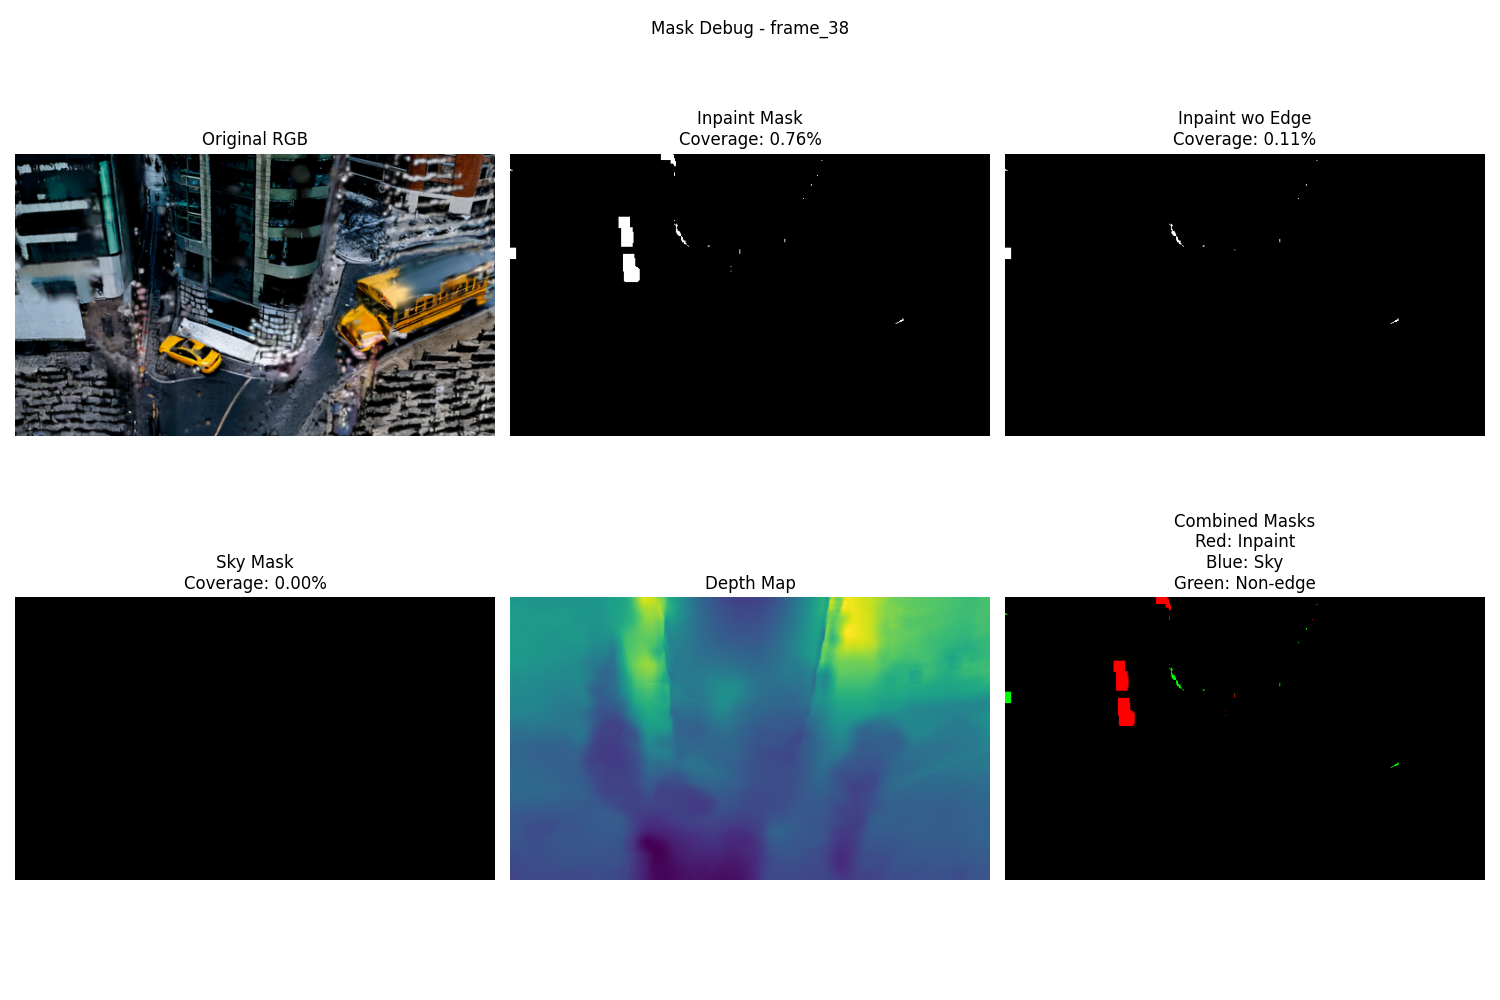 Mask Debug - frame_38
Original RGB
Inpaint Mask
Coverage: 0.76%
Inpaint wo Edge
Coverage: 0.11%
Sky Mask
Coverage: 0.00%
Depth Map
Combined Masks
Red: Inpaint
Blue: Sky
Green: Non-edge